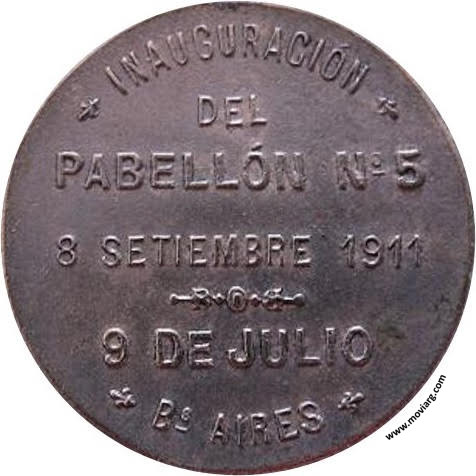 INAUGURACIÓN
DEL
PABELLÓN Nº 5
8 SETIEMBRE 1911
9 DE JULIO
Bs AIRES
www.moviarg.com